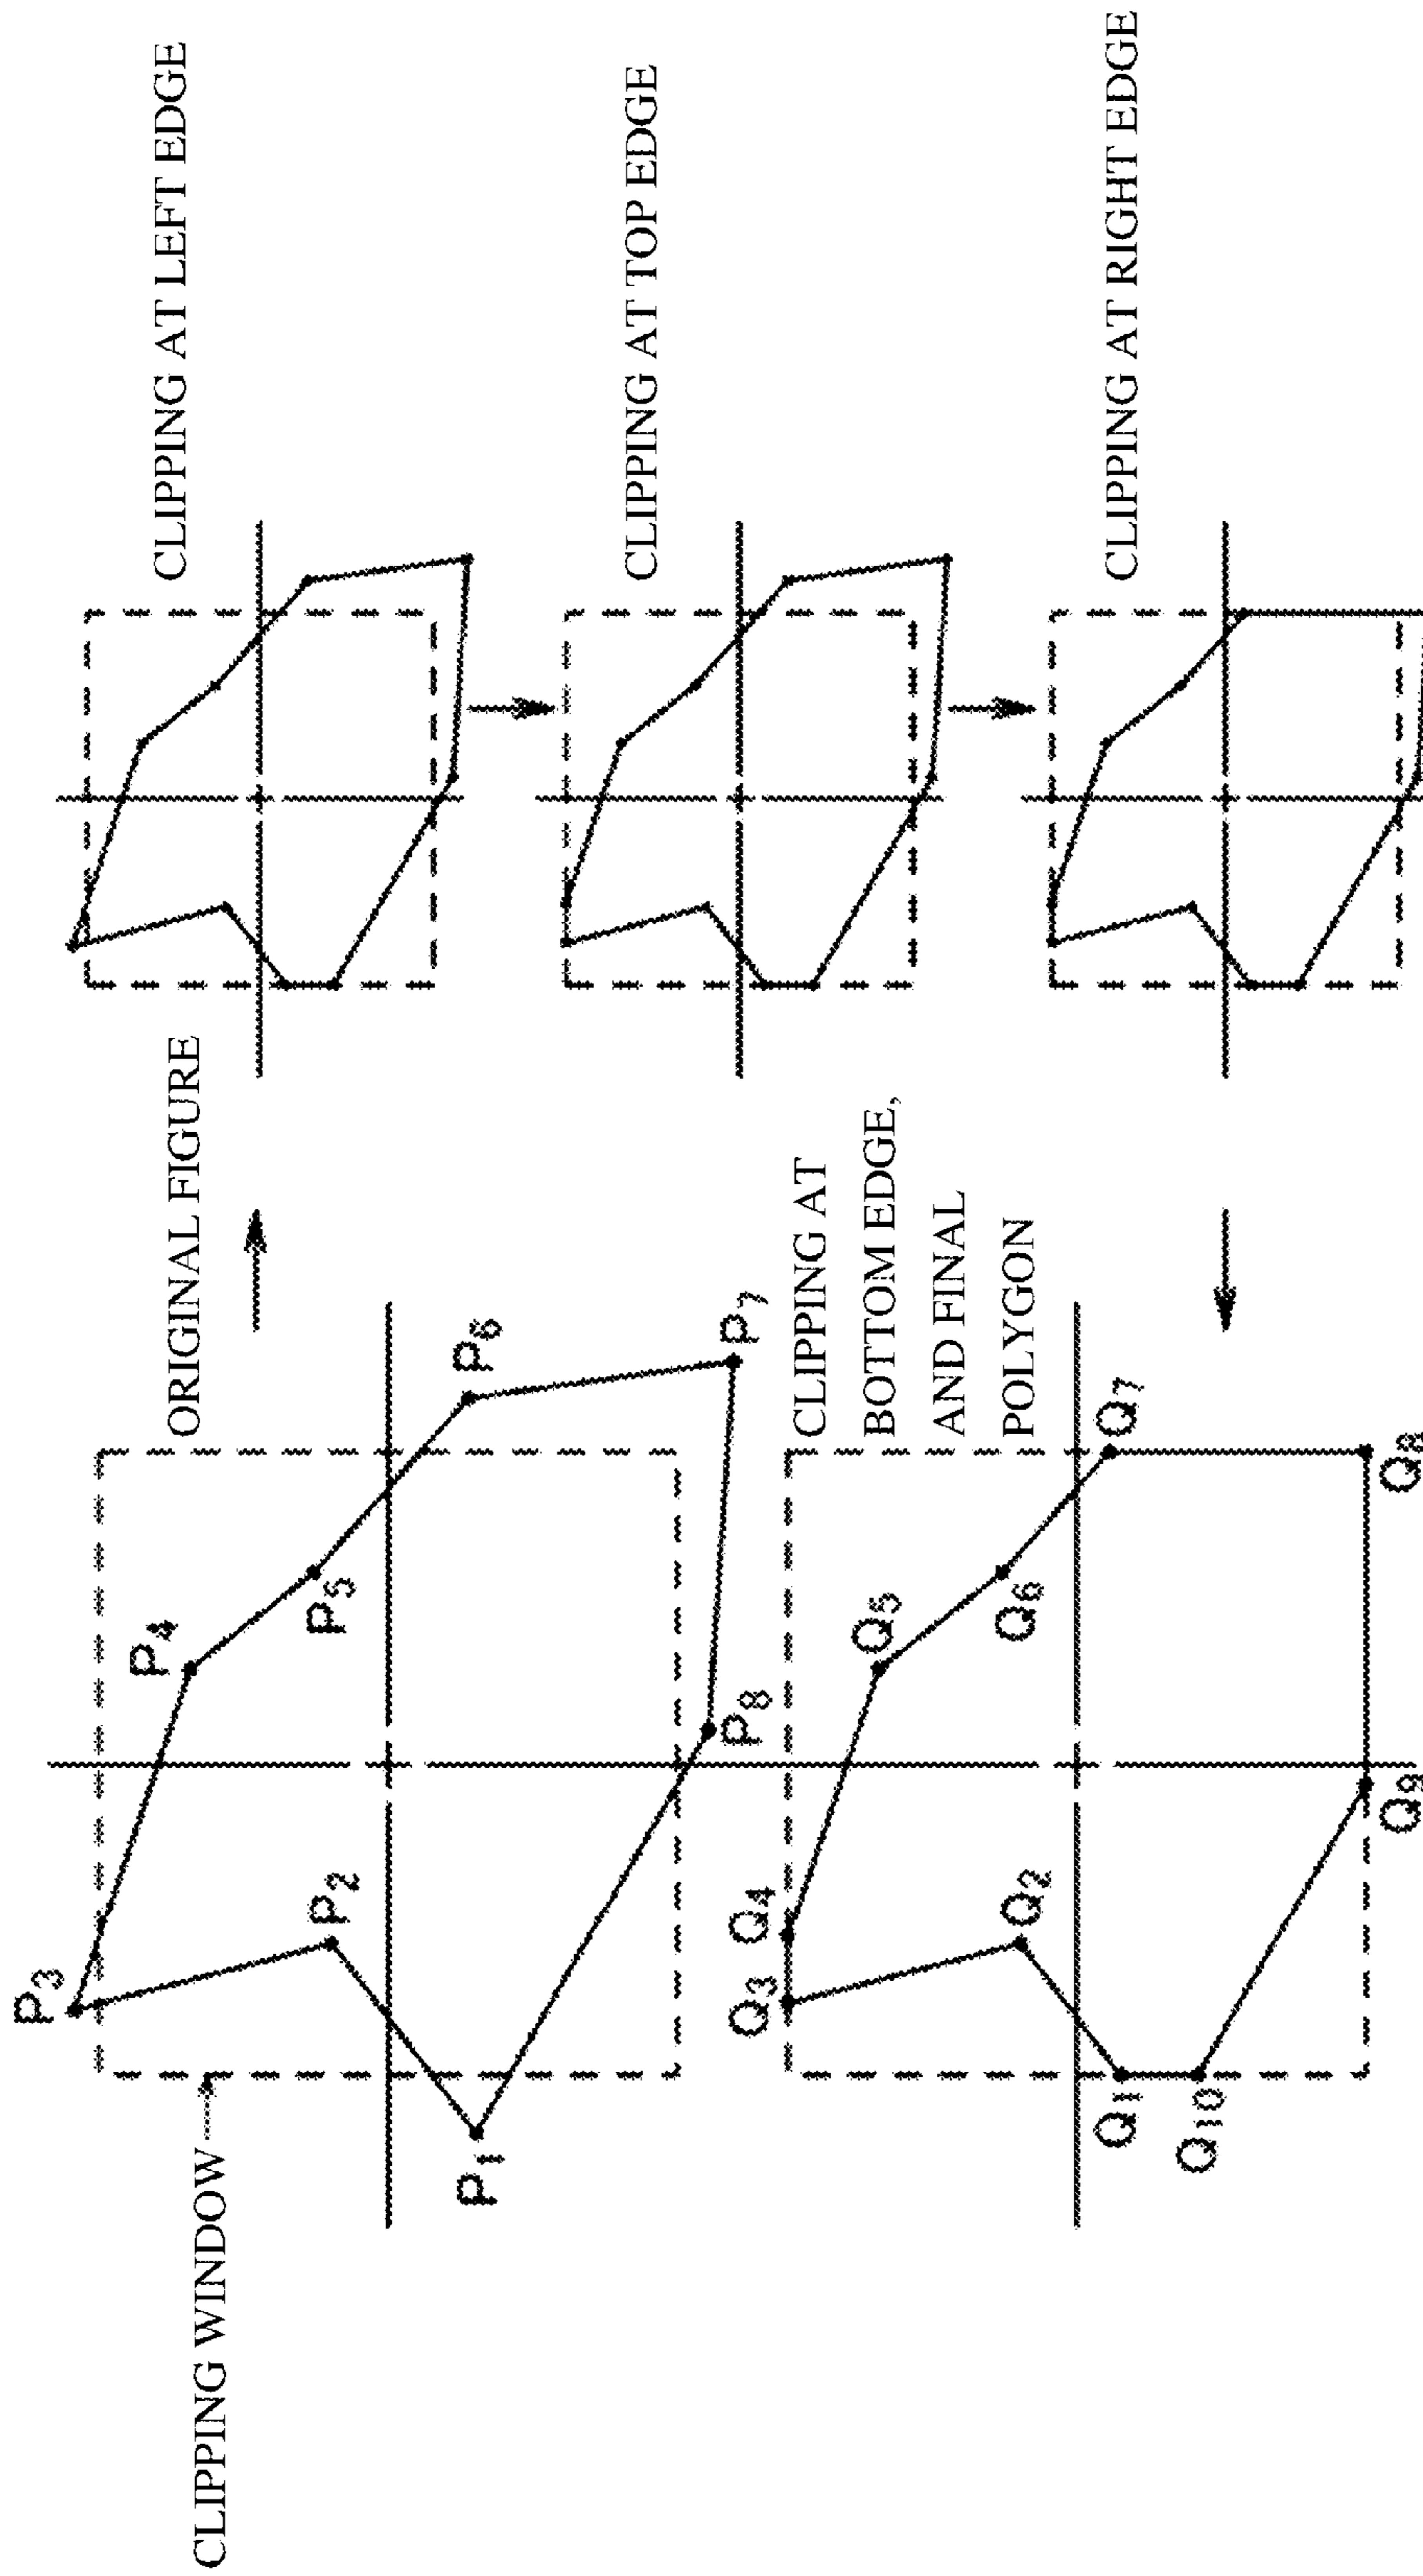 CLIPPING WINDOW
ORIGINAL FIGURE
P3
P4
P2
P5
P6
P1
P8
P7
CLIPPING AT LEFT EDGE
CLIPPING AT TOP EDGE
CLIPPING AT RIGHT EDGE
CLIPPING AT
BOTTOM EDGE,
AND FINAL
POLYGON
Q3
Q4
Q5
Q2
Q6
Q7
Q1
Q10
Q9
Q8